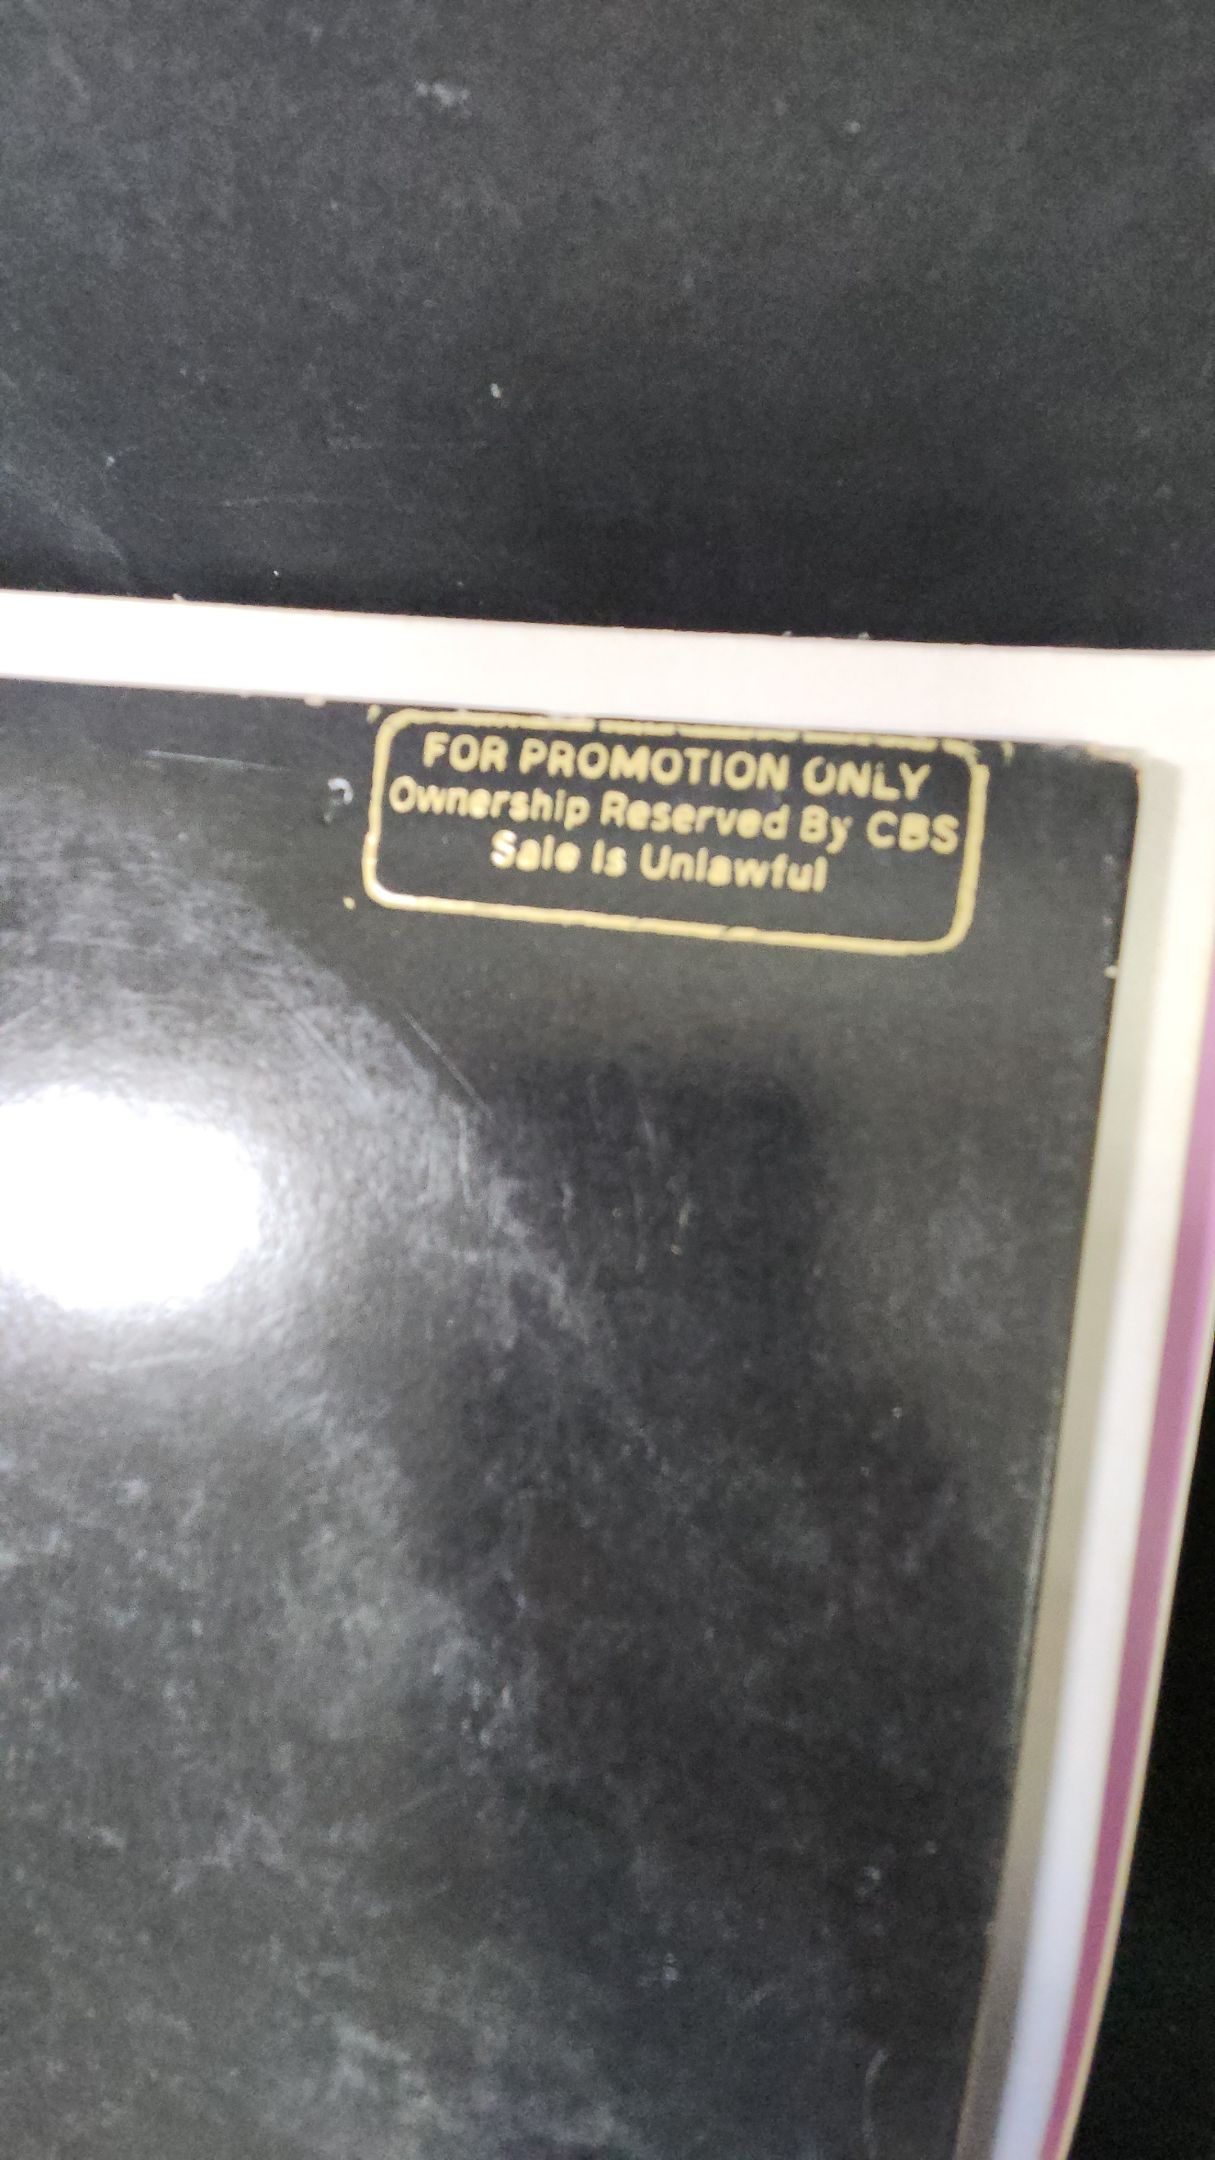 FOR PROMOTION ONLY
Ownership Reserved By CBS
Sale Is Unlawful